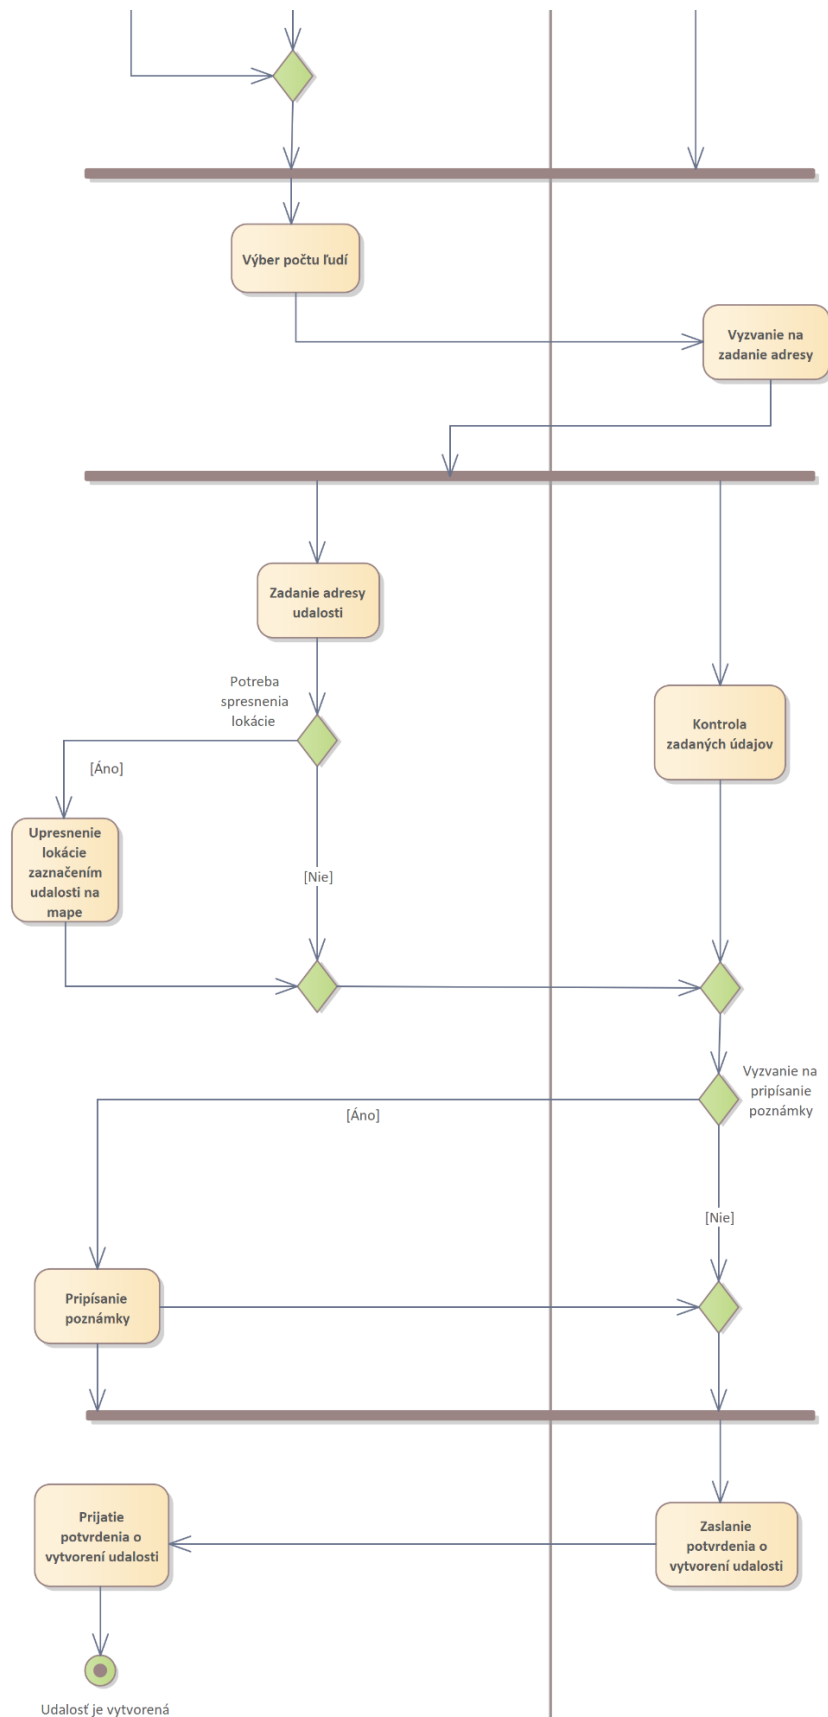 Výber počtu ľudí
Vyzvanie na
zadanie adresy
Zadanie adresy
udalosti
Potreba
spresnenia
lokácie
Kontrola
zadaných údajov
[Áno]
Upresnenie
lokácie
zaznačením
udalosti na
mape
[Nie]
Vyzvanie na
pripísanie
poznámky
[Áno]
[Nie]
Pripísanie
poznámky
Prijatie
potvrdenia o
vytvorení udalosti
Zaslanie
potvrdenia o
vytvorení udalosti
Udalosť je vytvorená